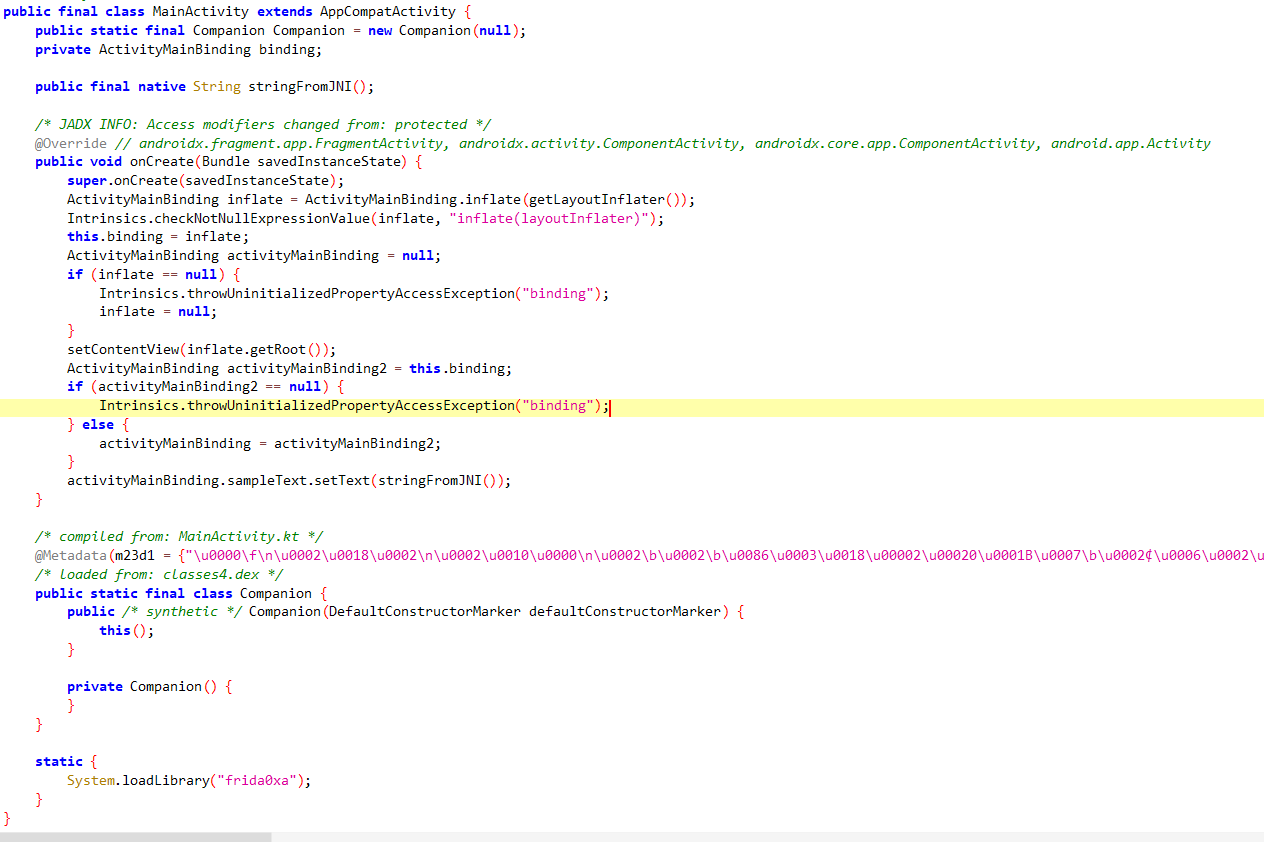 public final class MainActivity extends AppCompatActivity {
    public static final Companion Companion = new Companion(null);
    private ActivityMainBinding binding;

    public final native String stringFromJNI();

    /* JADX INFO: Access modifiers changed from: protected */
    @Override // androidx.fragment.app.FragmentActivity, androidx.activity.ComponentActivity, androidx.core.app.ComponentActivity, android.app.Activity
    public void onCreate(Bundle savedInstanceState) {
        super.onCreate(savedInstanceState);
        ActivityMainBinding inflate = ActivityMainBinding.inflate(getLayoutInflater());
        Intrinsics.checkNotNullExpressionValue(inflate, "inflate(layoutInflater)");
        this.binding = inflate;
        ActivityMainBinding activityMainBinding = null;
        if (inflate == null) {
            Intrinsics.throwUninitializedPropertyAccessException("binding");
            inflate = null;
        }
        setContentView(inflate.getRoot());
        ActivityMainBinding activityMainBinding2 = this.binding;
        if (activityMainBinding2 == null) {
            Intrinsics.throwUninitializedPropertyAccessException("binding");
        } else {
            activityMainBinding = activityMainBinding2;
        }
        activityMainBinding.sampleText.setText(stringFromJNI());
    }

    /* compiled from: MainActivity.kt */
    @Metadata(m23d1 = {"\u0000\f\n\u0002\u0018\u0002\n\u0002\u0010\u0000\n\u0002\b\u0002\b\u0086\u0003\u0018\u00002\u00020\u0001B\u0007\b\u0002¢\u0006\u0002\u
    /* loaded from: classes4.dex */
    public static final class Companion {
        public /* synthetic */ Companion(DefaultConstructorMarker defaultConstructorMarker) {
            this();
        }

        private Companion() {
        }
    }

    static {
        System.loadLibrary("frida0xa");
    }
}